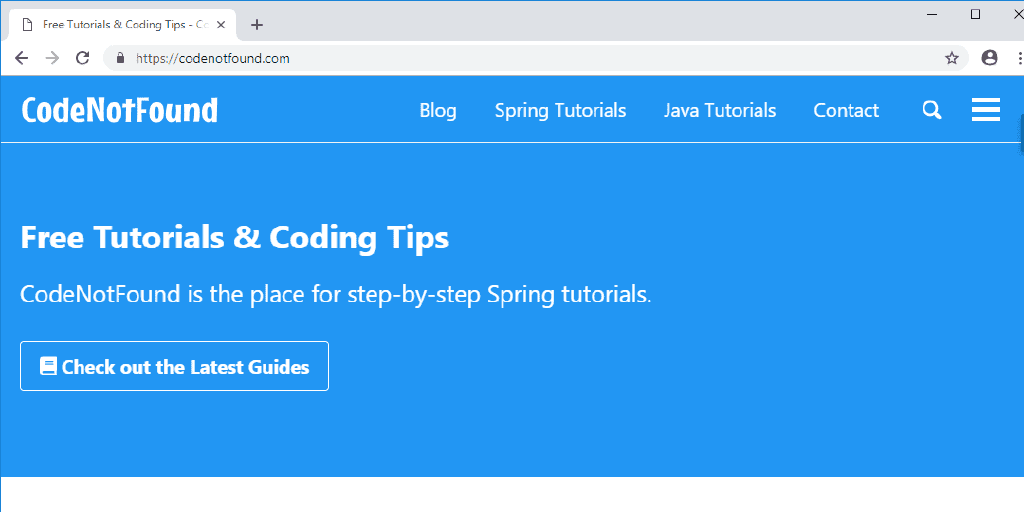 Free Tutorials & Coding Tips - Co
https://codenotfound.com
CodeNotFound
Blog
Spring Tutorials
Java Tutorials
Contact
Free Tutorials & Coding Tips
CodeNotFound is the place for step-by-step Spring tutorials.
Check out the Latest Guides